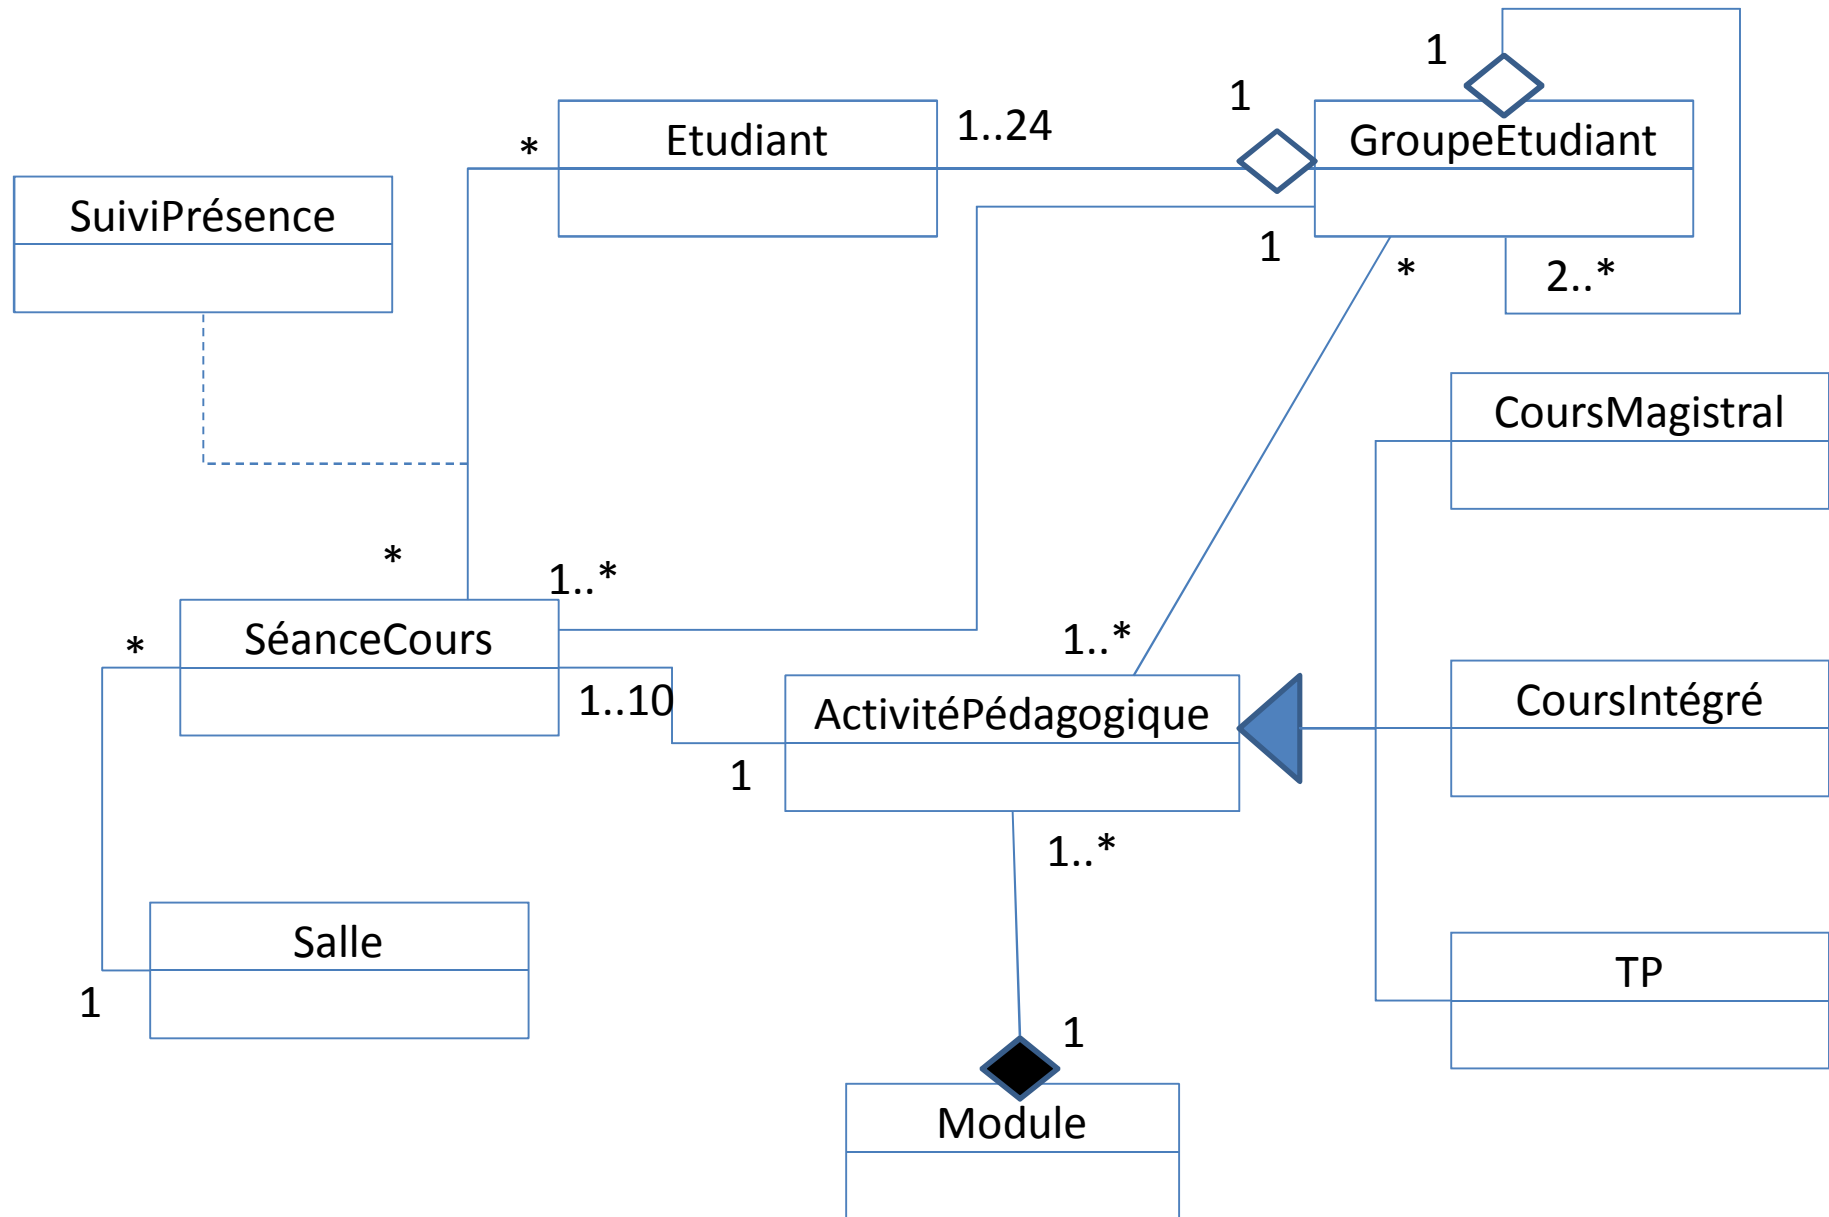 1
1
1..24
Etudiant
GroupeEtudiant
*
SuiviPrésence
1
*
2..*
CoursMagistral
*
1..*
SéanceCours
*
1..*
1..10
ActivitéPédagogique
CoursIntégré
1
1..*
Salle
TP
1
1
Module